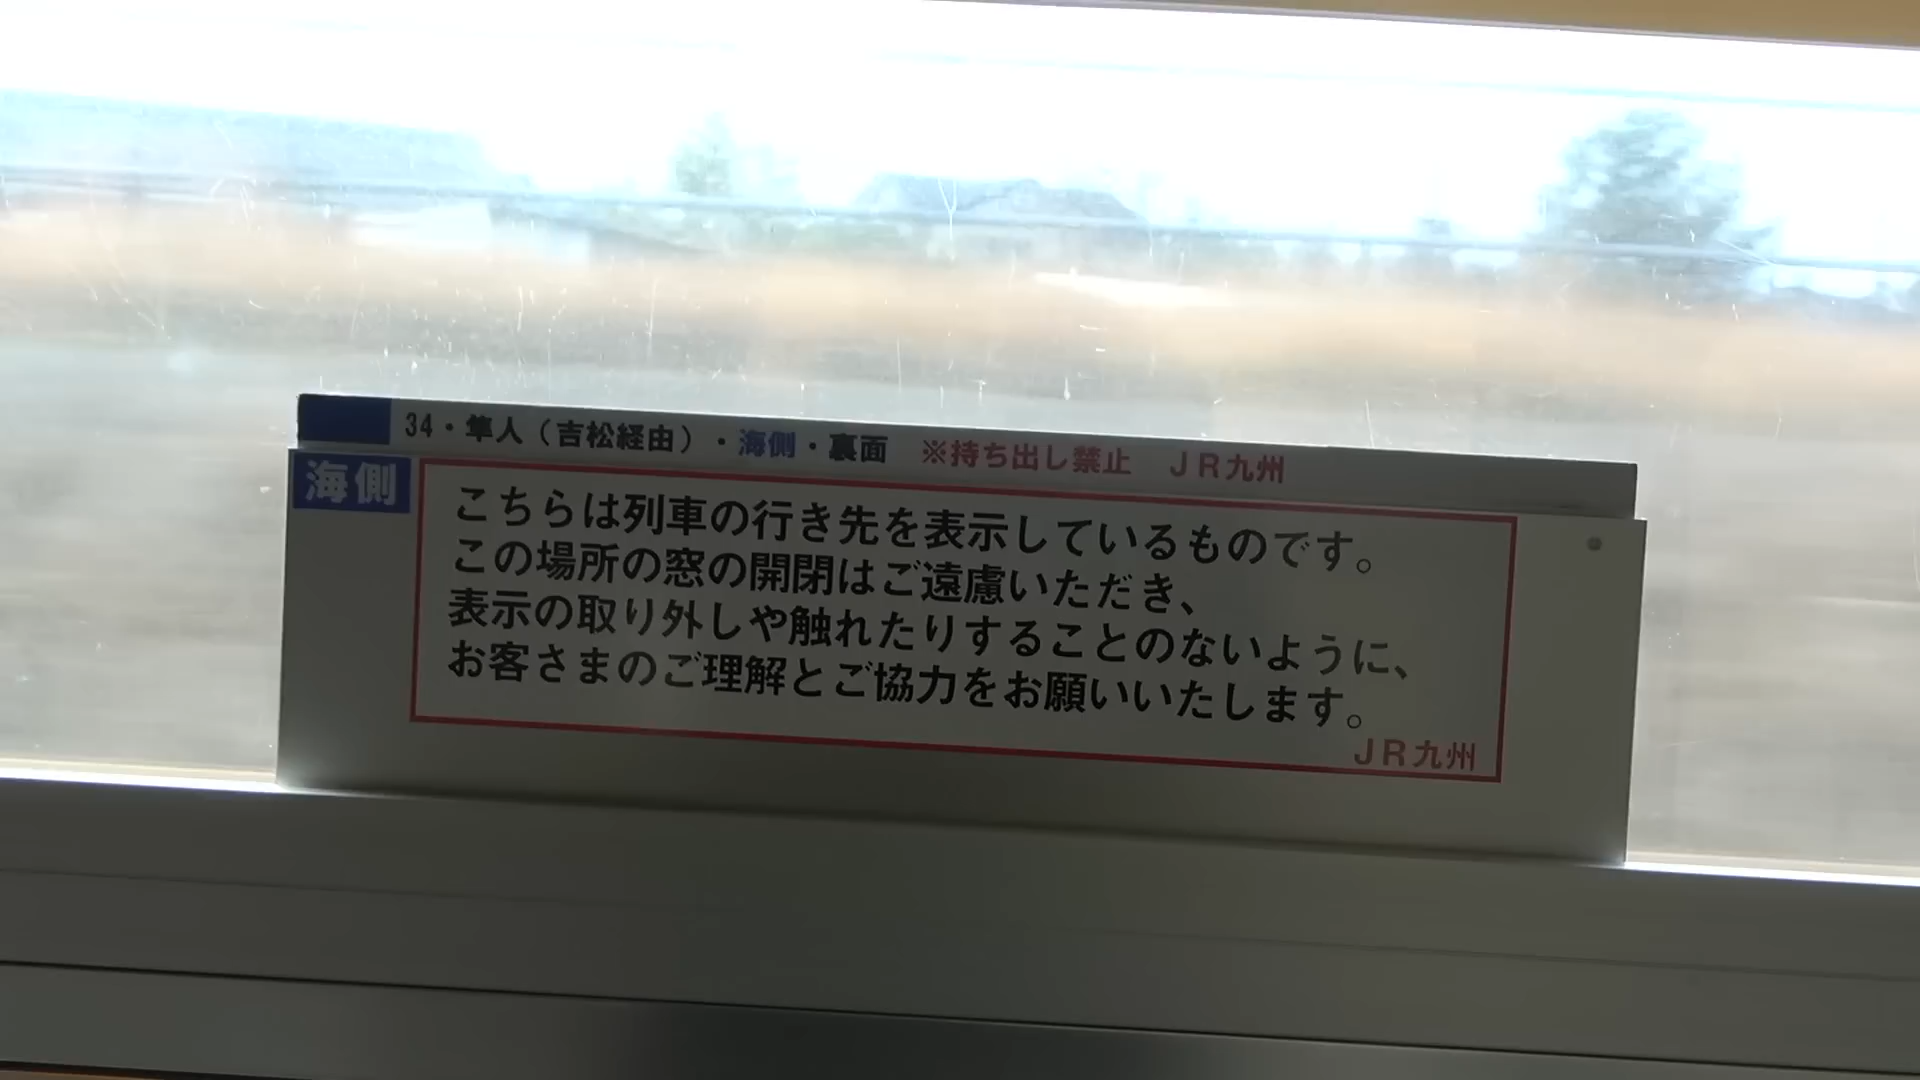 34・隼人（吉松経由）・海側・裏面　※持ち出し禁止　ＪＲ九州
海側
こちらは列車の行き先を表示しているものです。
この場所の窓の開閉はご遠慮いただき、
表示の取り外しや触れたりすることのないように、
お客さまのご理解とご協力をお願いいたします。
ＪＲ九州